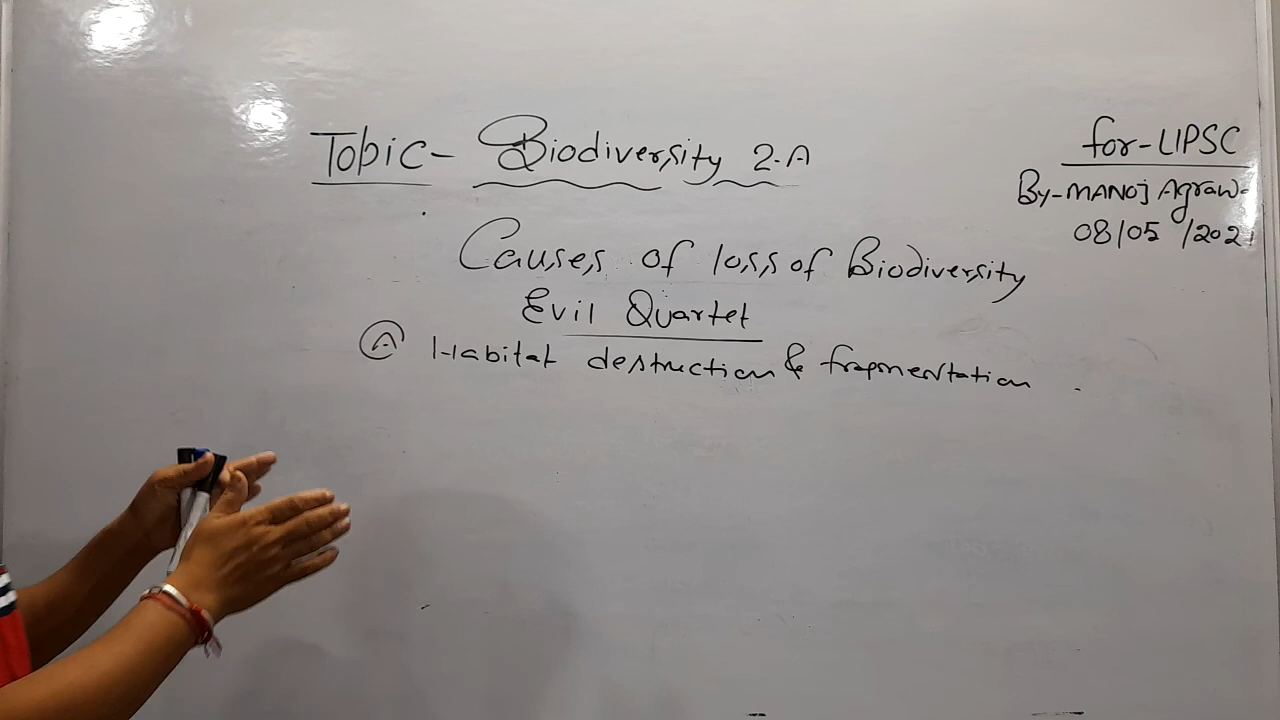 Topic- Biodiversity 2.A
for-UPSC
By-MANOJ Agraw
08/05/202
Causes of loss of Biodiversity
Evil Quartet
A Habitat destruction & fragmentation